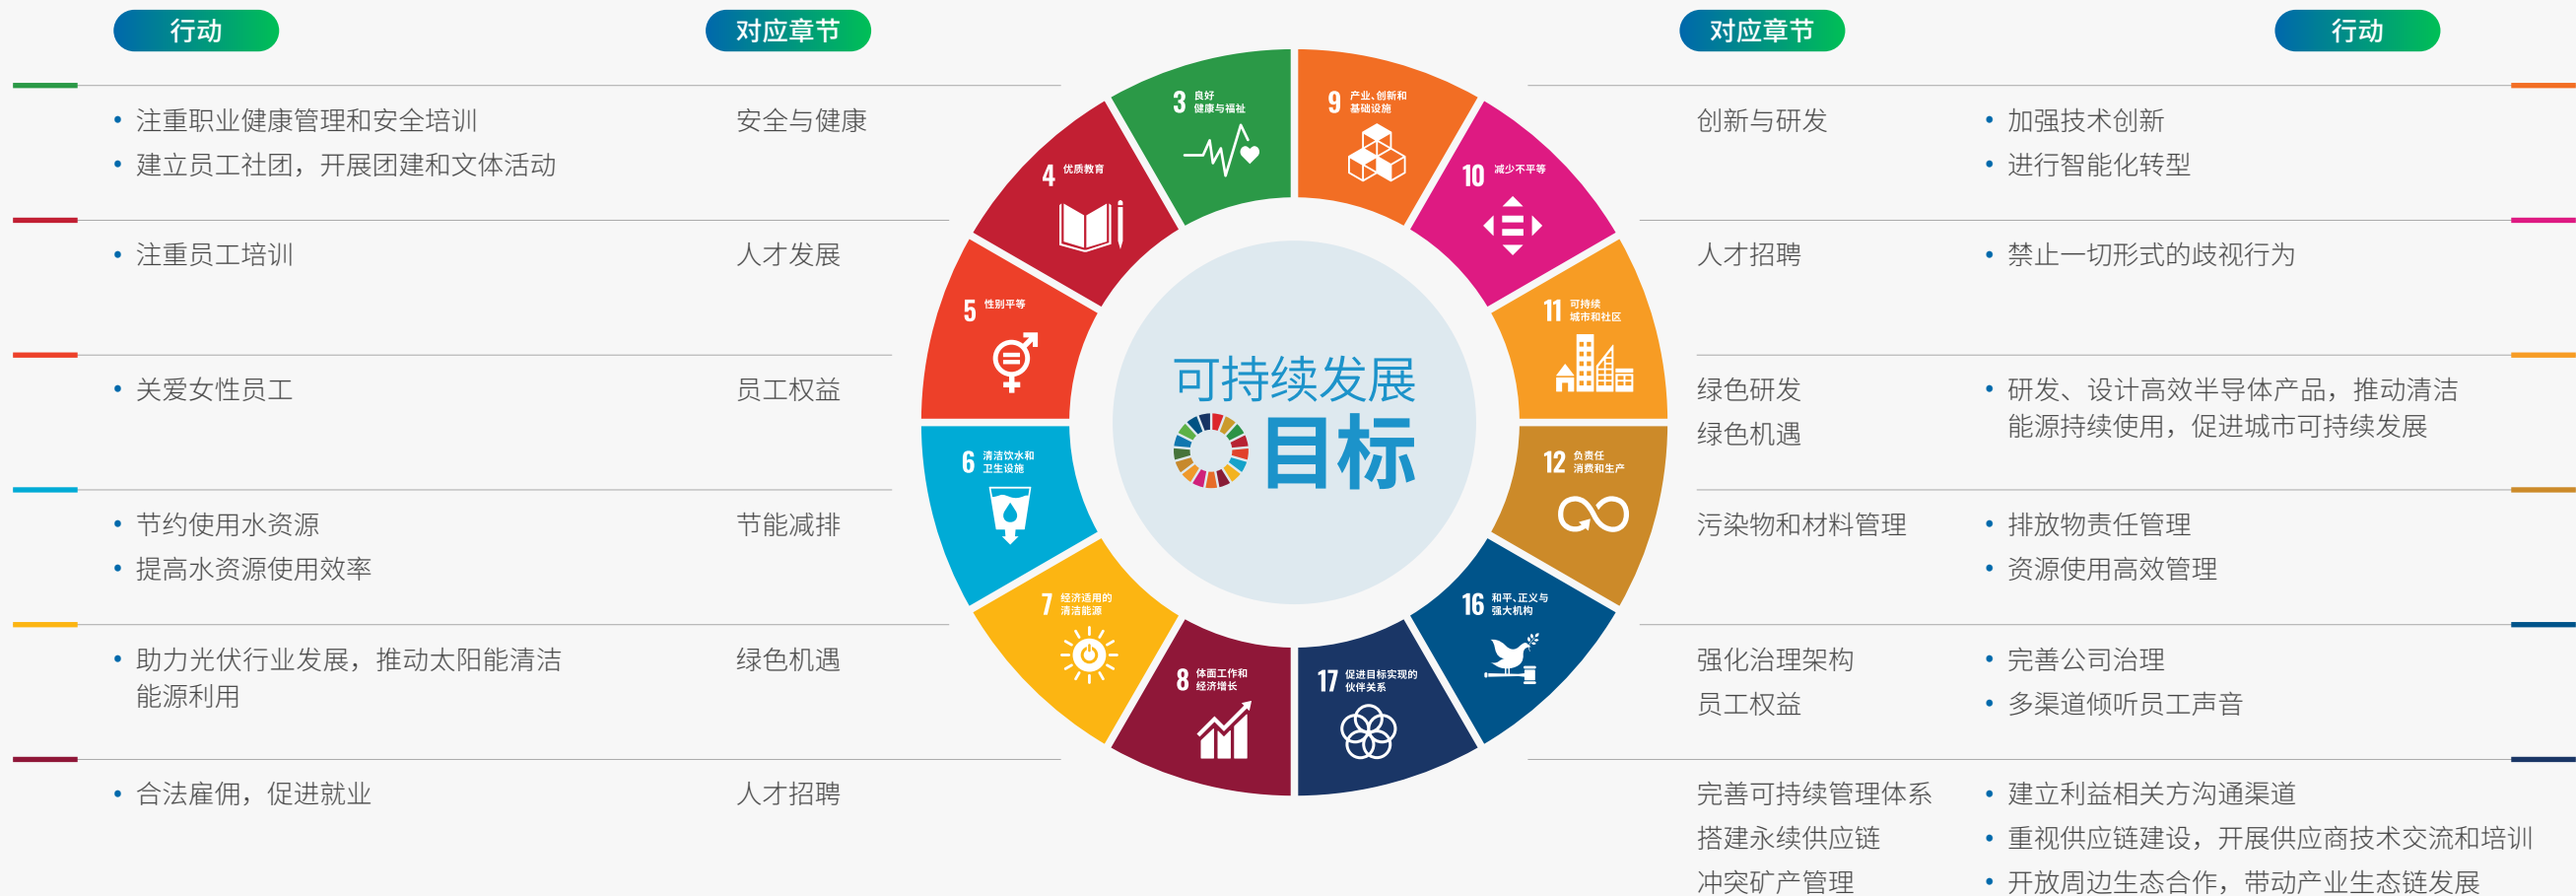 行动
对应章节
注重职业健康管理和安全培训
安全与健康
建立员工社团，开展团建和文体活动
注重员工培训
人才发展
关爱女性员工
员工权益
节约使用水资源
节能减排
提高水资源使用效率
助力光伏行业发展，推动太阳能清洁
能源利用
绿色机遇
合法雇佣，促进就业
人才招聘
3 良好
健康与福祉
4 优质教育
5 性别平等
6 清洁饮水和
卫生设施
7 经济适用的
清洁能源
8 体面工作和
经济增长
可持续发展
目标
9 产业、创新和
基础设施
10 减少不平等
11 可持续
城市和社区
12 负责任
消费和生产
16 和平、正义与
强大机构
17 促进目标实现的
伙伴关系
对应章节
行动
创新与研发
加强技术创新
进行智能化转型
人才招聘
禁止一切形式的歧视行为
绿色研发
绿色机遇
研发、设计高效半导体产品，推动清洁
能源持续使用，促进城市可持续发展
污染物和材料管理
排放物责任管理
资源使用高效管理
强化治理架构
员工权益
完善公司治理
多渠道倾听员工声音
完善可持续管理体系
搭建永续供应链
冲突矿产管理
建立利益相关方沟通渠道
重视供应链建设，开展供应商技术交流和培训
开放周边生态合作，带动产业生态链发展